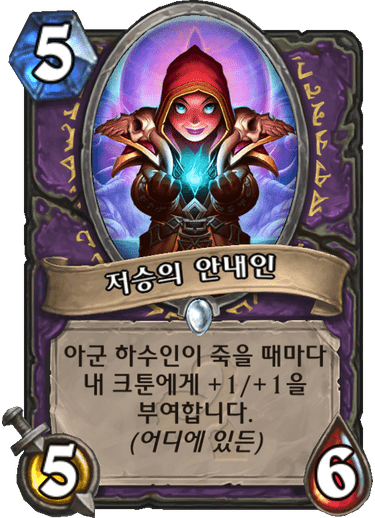 5
저승의 안내인
아군 하수인이 죽을 때마다
내 크툰에게 +1/+1을
부여합니다.
(어디에 있든)
5
6